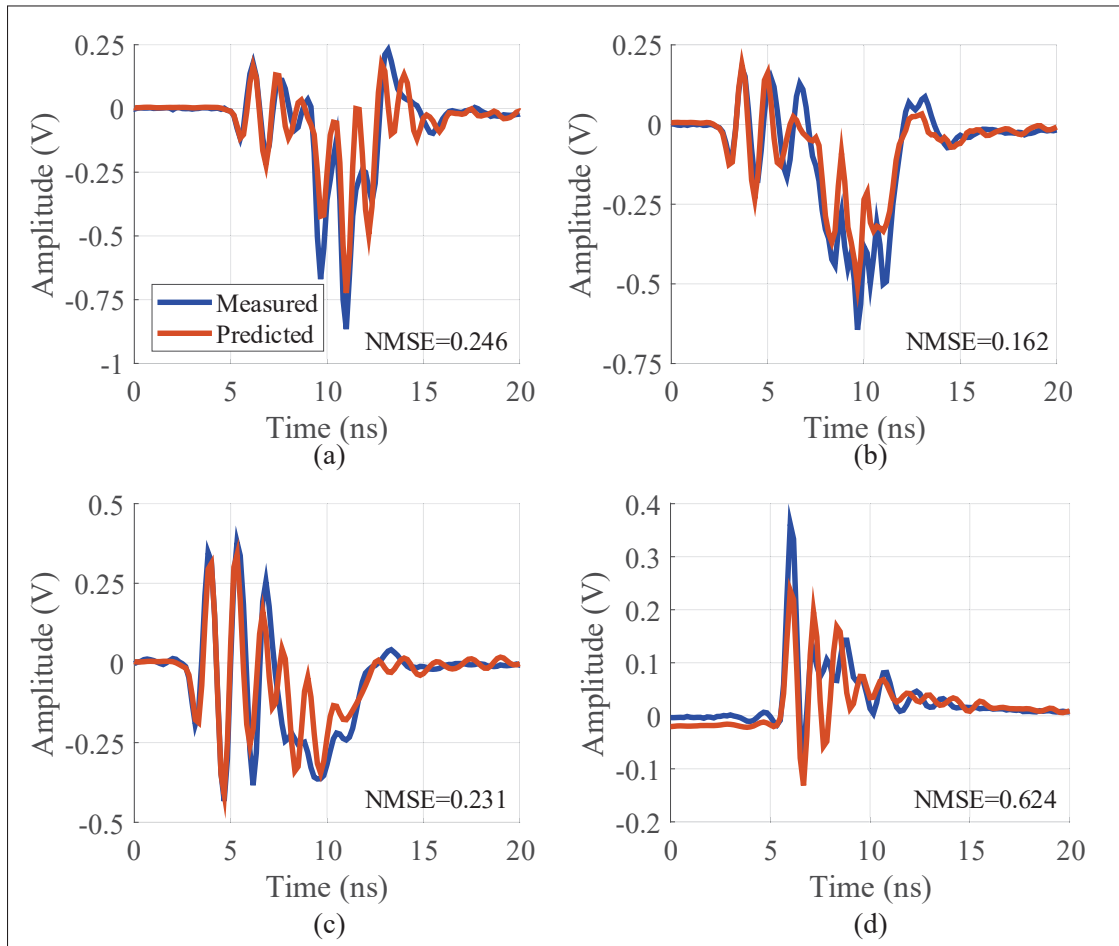 0.25
0
-0.25
-0.5
-0.75
-1
Amplitude (V)
Measured
Predicted
NMSE=0.246
0 5 10 15 20
Time (ns)
(a)
0.25
0
-0.25
-0.5
-0.75
Amplitude (V)
NMSE=0.162
0 5 10 15 20
Time (ns)
(b)
0.5
0.25
0
-0.25
-0.5
Amplitude (V)
NMSE=0.231
0 5 10 15 20
Time (ns)
(c)
0.4
0.3
0.2
0.1
0
-0.1
-0.2
Amplitude (V)
NMSE=0.624
0 5 10 15 20
Time (ns)
(d)